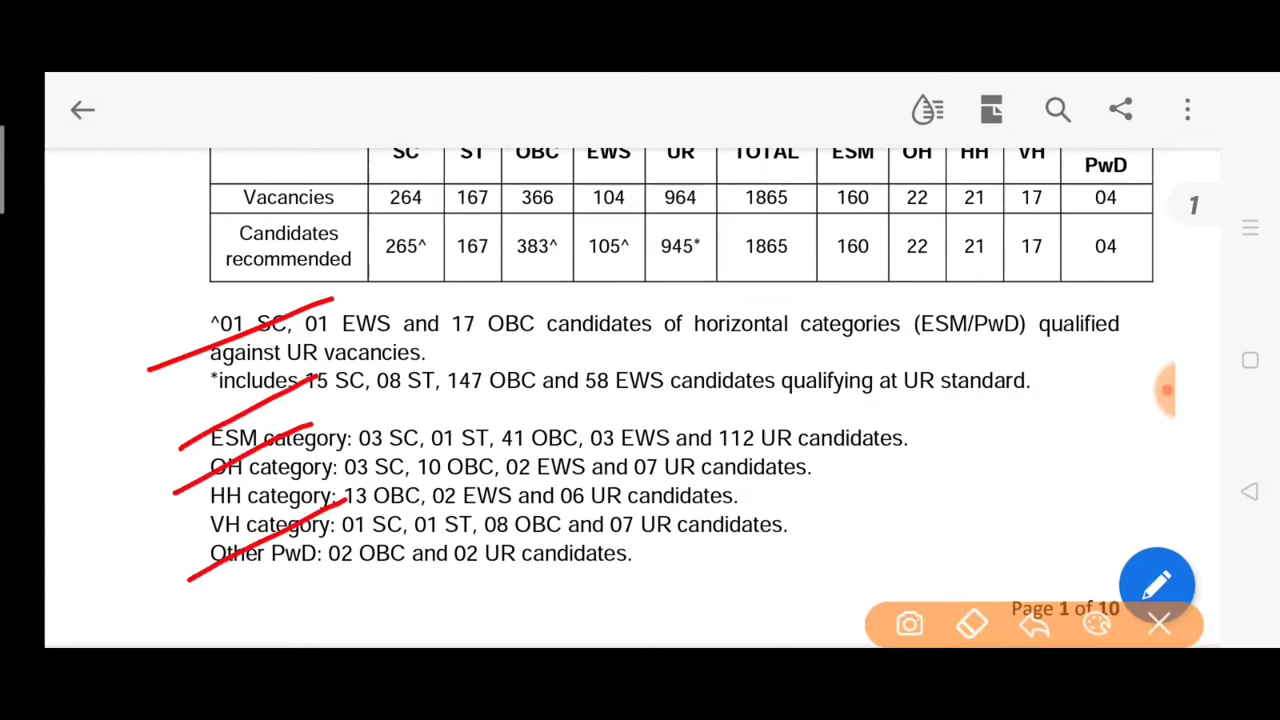 SC ST OBC EWS UR TOTAL ESM OH HH VH PwD
Vacancies 264 167 366 104 964 1865 160 22 21 17 04
Candidates recommended 265^ 167 383^ 105^ 945* 1865 160 22 21 17 04
1
^01 SC, 01 EWS and 17 OBC candidates of horizontal categories (ESM/PwD) qualified
against UR vacancies.
*includes 15 SC, 08 ST, 147 OBC and 58 EWS candidates qualifying at UR standard.
ESM category: 03 SC, 01 ST, 41 OBC, 03 EWS and 112 UR candidates.
OH category: 03 SC, 10 OBC, 02 EWS and 07 UR candidates.
HH category: 13 OBC, 02 EWS and 06 UR candidates.
VH category: 01 SC, 01 ST, 08 OBC and 07 UR candidates.
Other PwD: 02 OBC and 02 UR candidates.
Page 1 of 10